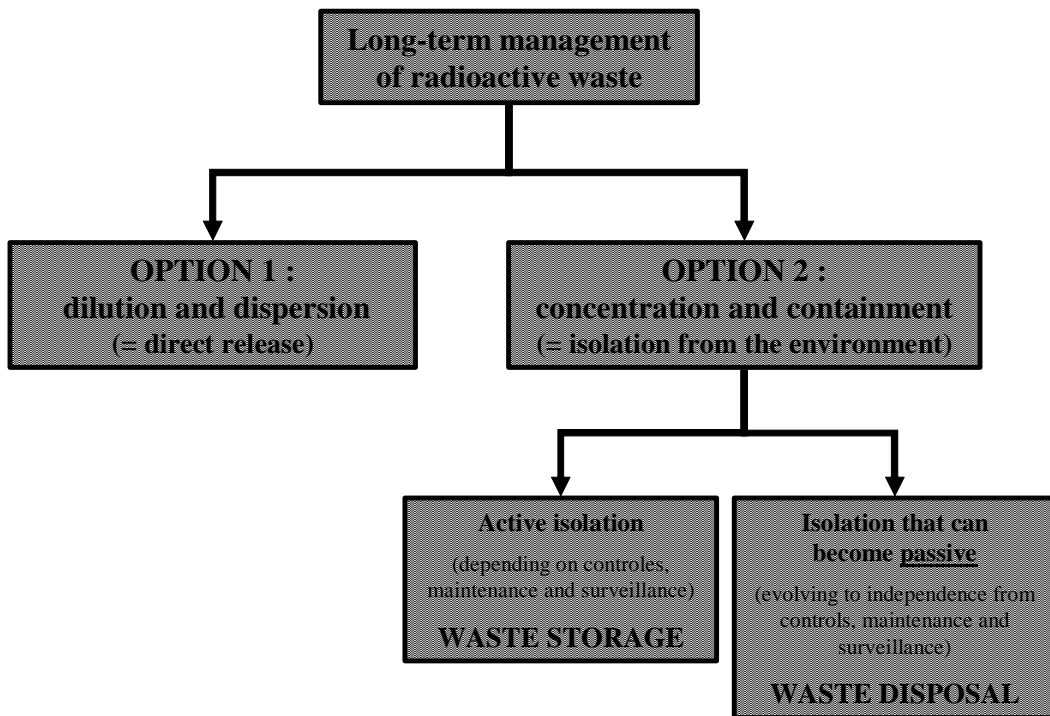 Long-term management
of radioactive waste
OPTION 1 :
dilution and dispersion
(= direct release)
OPTION 2 :
concentration and containment
(= isolation from the environment)
Active isolation
(depending on controles,
maintenance and surveillance)
WASTE STORAGE
Isolation that can
become passive
(evolving to independence from
controls, maintenance and
surveillance)
WASTE DISPOSAL